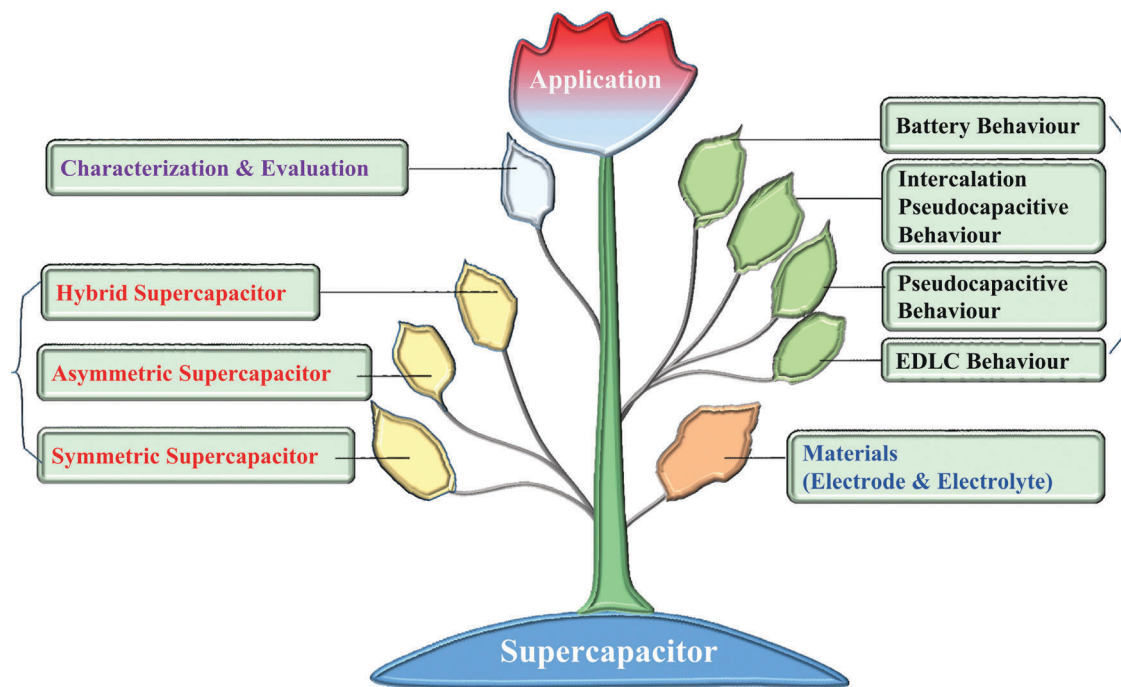 Application
Characterization & Evaluation
Hybrid Supercapacitor
Asymmetric Supercapacitor
Symmetric Supercapacitor
Battery Behaviour
Intercalation
Pseudocapacitive
Behaviour
Pseudocapacitive
Behaviour
EDLC Behaviour
Materials
(Electrode & Electrolyte)
Supercapacitor